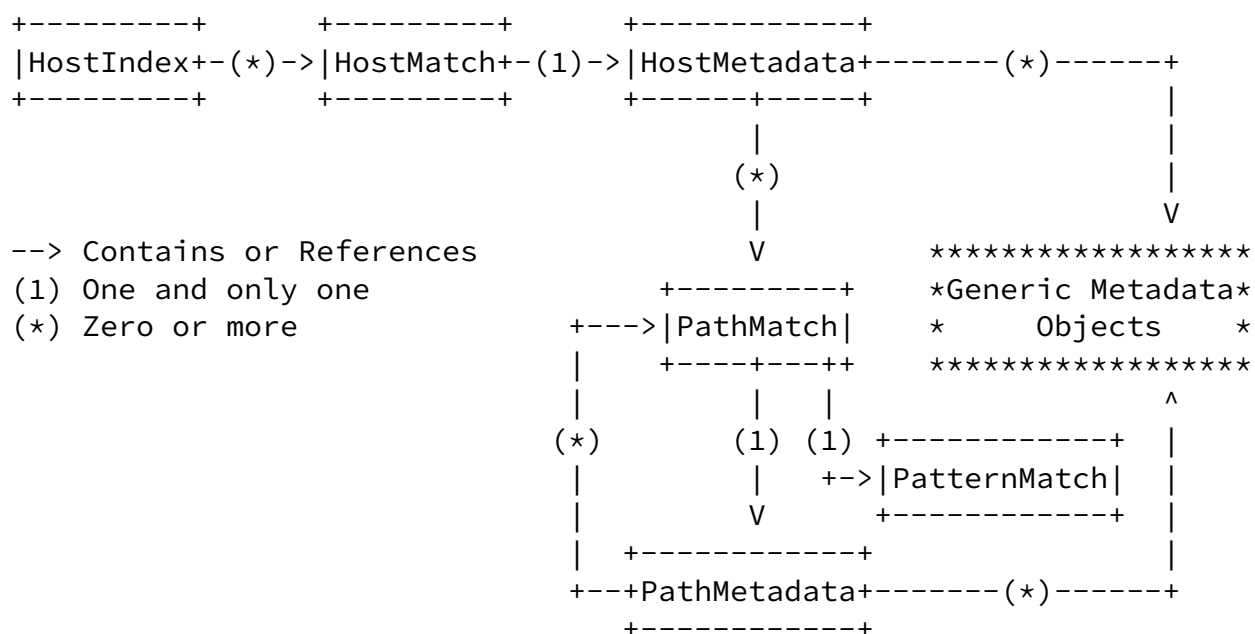 +---------+      +---------+      +------------+
|HostIndex+-(*)->|HostMatch+-(1)->|HostMetadata+-------(*)------+
+---------+      +---------+      +------+-----+                |
                                         |                      |
                                        (*)                     |
                                         |                      V
--> Contains or References               V         ******************
(1) One and only one                +---------+    *Generic Metadata*
(*) Zero or more               +--->|PathMatch|    *     Objects    *
                               |    +----+---++    ******************
                               |         |   |                  ^
                              (*)       (1) (1) +------------+  |
                               |         |   +->|PatternMatch|  |
                               |         V      +------------+  |
                               |  +------------+                |
                               +--+PathMetadata+-------(*)------+
                                  +------------+